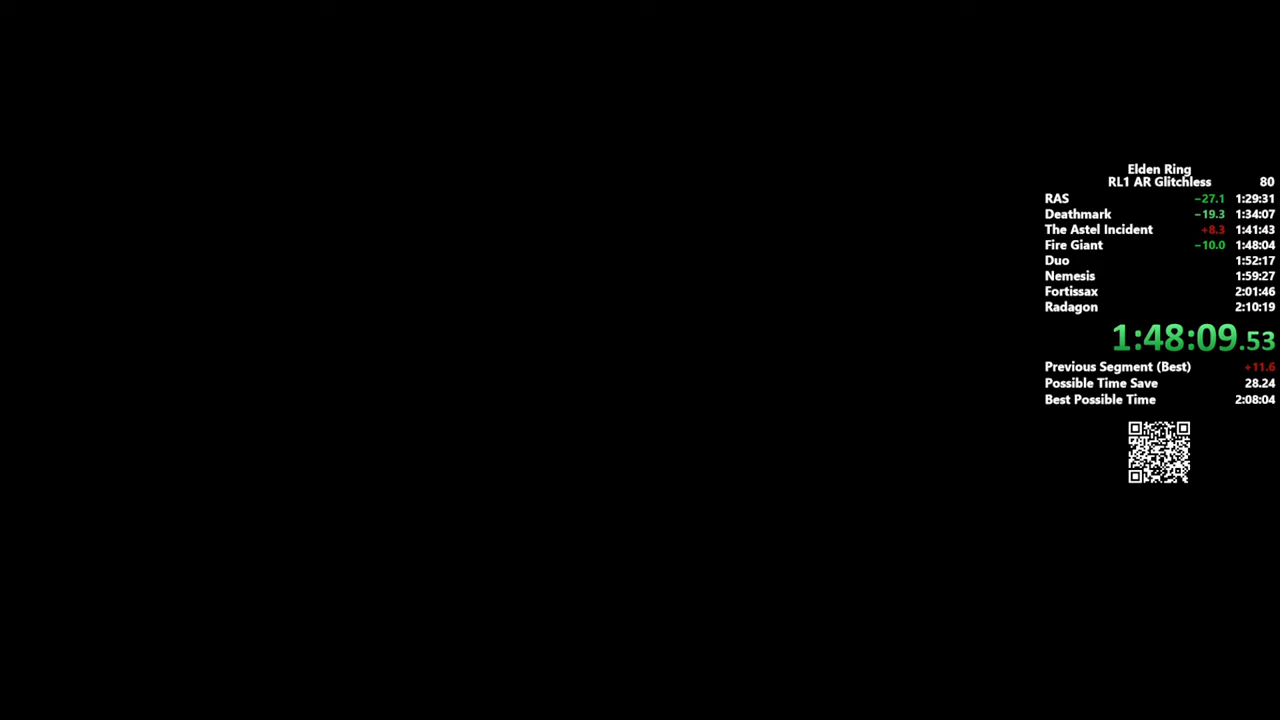 Elden Ring
RL1 AR Glitchless 80
RAS −27.1 1:29:31
Deathmark −19.3 1:34:07
The Astel Incident +8.3 1:41:43
Fire Giant −10.0 1:48:04
Duo 1:52:17
Nemesis 1:59:27
Fortissax 2:01:46
Radagon 2:10:19
1:48:09.53
Previous Segment (Best) +11.6
Possible Time Save 28.24
Best Possible Time 2:08:04